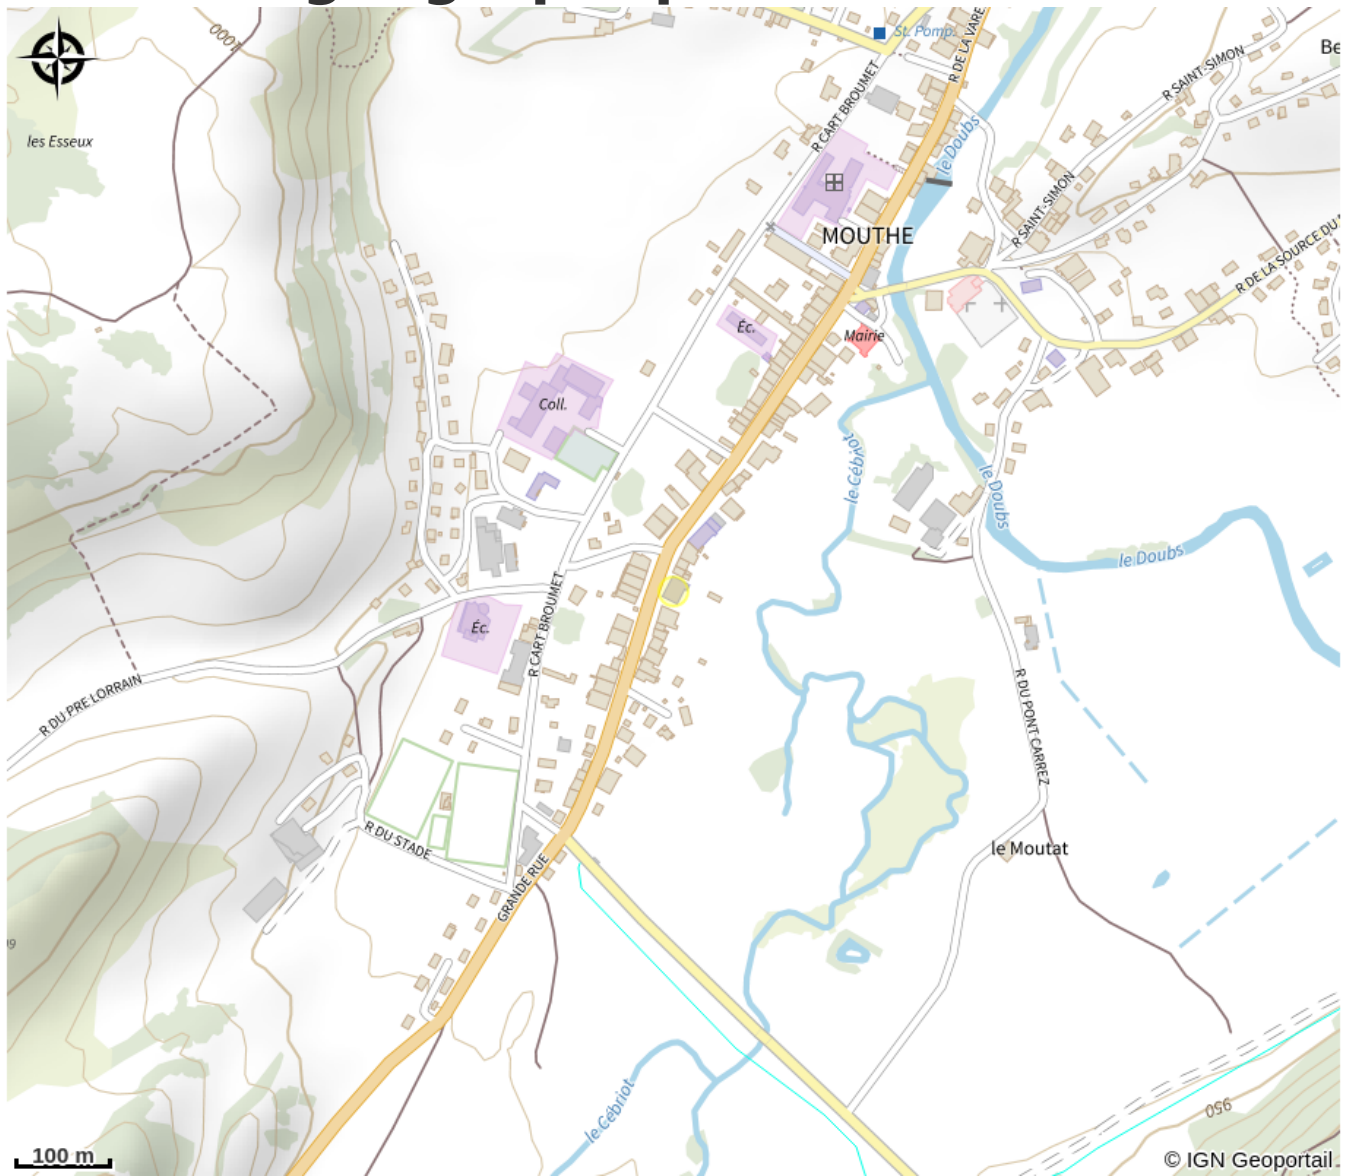 1000
St. Pomp.
R DE LA VARE
Be
R SAINT-SIMON
les Esseux
R CART BROUMET
le Doubs
R SAINT-SIMON
MOUTHE
R DE LA SOURCE DU
Éc.
Mairie
Coll.
le Cébriot
le Doubs
le Doubs
Éc.
R CART BROUMET
R DU PRE LORRAIN
R DU PONT CARREZ
R DU STADE
le Moutat
GRANDE RUE
le Cébriot
950
100 m
© IGN Geoportail